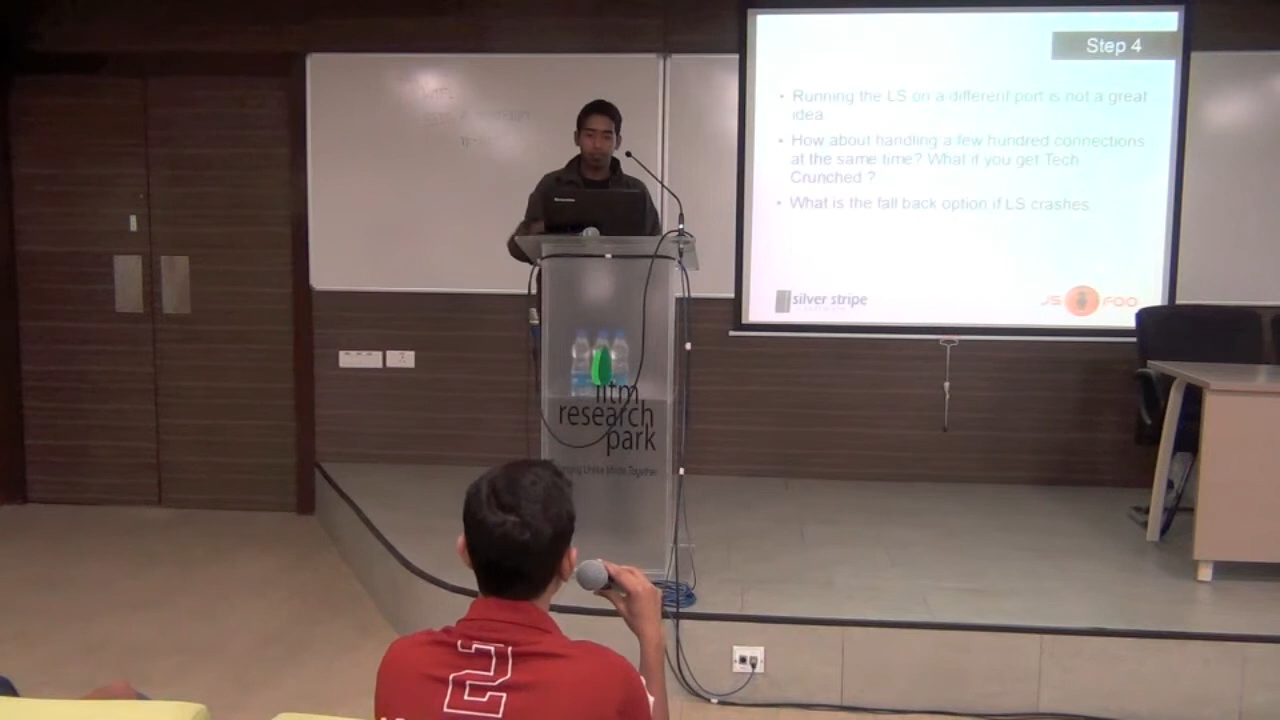 Step 4
• Running the LS on a different port is not a great
idea
• How about handling a few hundred connections
at the same time? What if you get Tech
Crunched ?
• What is the fall back option if LS crashes
silver stripe
JS FOO
iitm
research
park
2